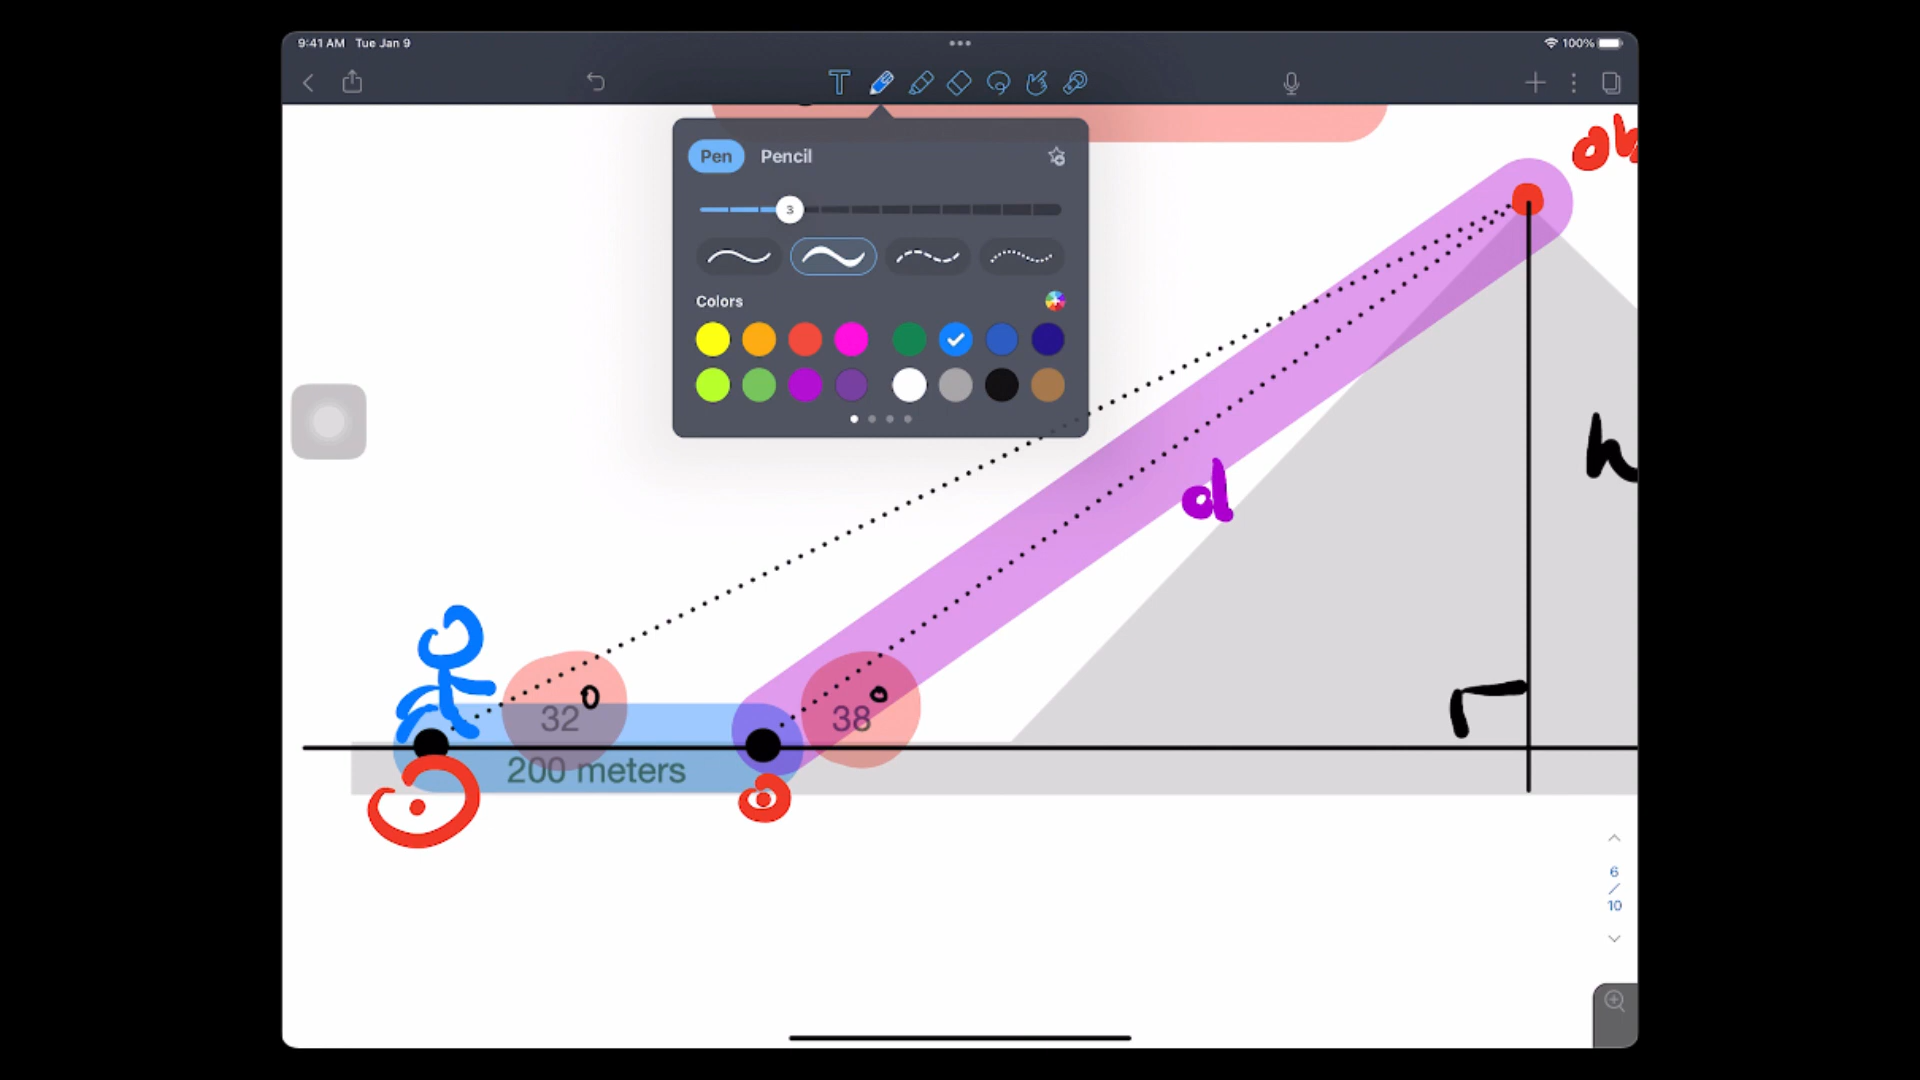 9:41 AM Tue Jan 9
100%
T
Pen Pencil
3
Colors
d
h
32°
38°
200 meters
6
/
10